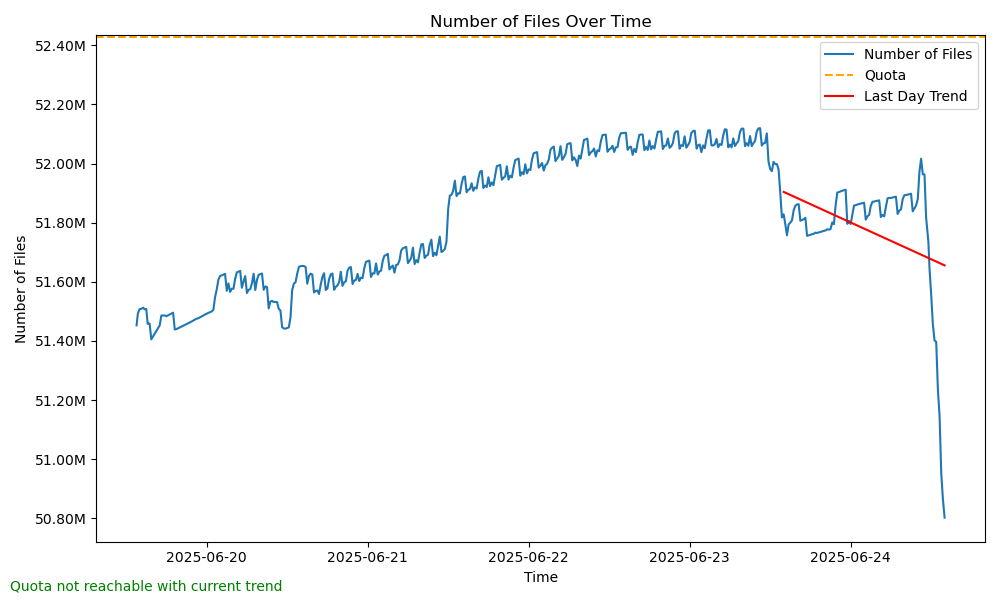 Number of Files Over Time
52.40M
52.20M
52.00M
51.80M
51.60M
51.40M
51.20M
51.00M
50.80M
Number of Files
Number of Files
Quota
Last Day Trend
2025-06-20
2025-06-21
2025-06-22
2025-06-23
2025-06-24
Time
Quota not reachable with current trend